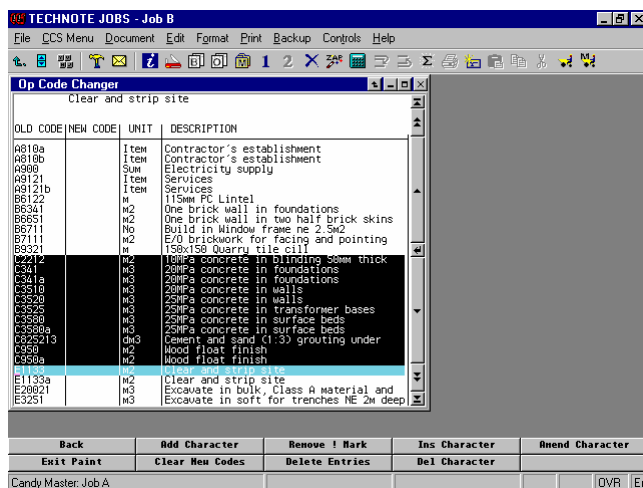 TECHNOTE JOBS - Job B
File CCS Menu Document Edit Format Print Backup Controls Help
Op Code Changer
Clear and strip site
OLD CODE|NEW CODE| UNIT | DESCRIPTION
A810a Item Contractor's establishment
A810b Item Contractor's establishment
A900 Sum Electricity supply
A9121 Item Services
A9121b Item Services
B6122 m 115mm PC Lintel
B6341 m2 One brick wall in foundations
B6651 m2 One brick wall in two half brick skins
B6711 No Build in Window frame ne 2.5m2
B7111 m2 E/O brickwork for facing and pointing
B9321 m 150x150 Quarry tile cill
C2212 m2 10MPa concrete in blinding 50mm thick
C341 m3 20MPa concrete in foundations
C341a m3 20MPa concrete in foundations
C3510 m3 20MPa concrete in walls
C3520 m3 25MPa concrete in walls
C3525 m3 25MPa concrete in transformer bases
C3580 m3 25MPa concrete in surface beds
C3580a m3 25MPa concrete in surface beds
C825213 dm3 Cement and sand (1:3) grouting under
C950 m2 Wood float finish
C950a m2 Wood float finish
E1133 m2 Clear and strip site
E1133a m2 Clear and strip site
E20021 m3 Excavate in bulk, Class A material and
E3251 m3 Excavate in soft for trenches NE 2m deep
Back Add Character Remove ! Mark Ins Character Amend Character
Exit Paint Clear New Codes Delete Entries Del Character
Candy Master: Job A OVR